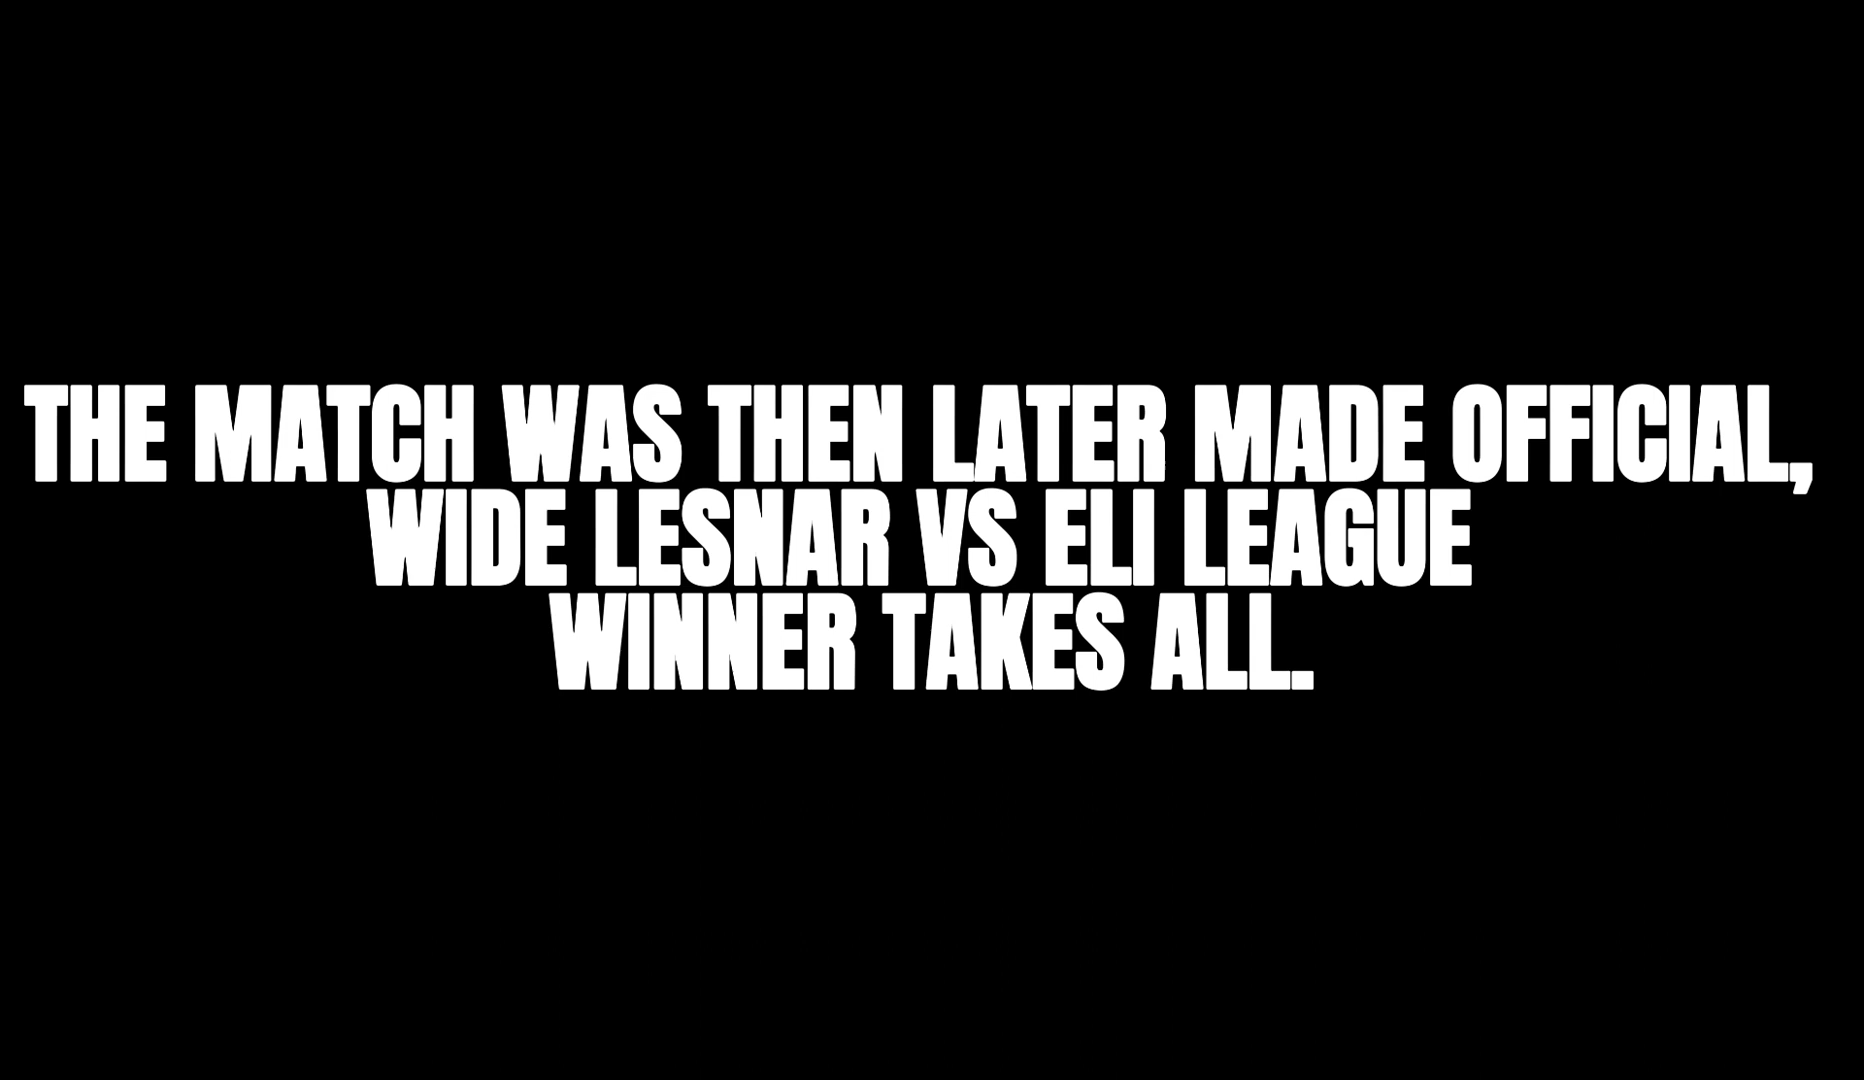 THE MATCH WAS THEN LATER MADE OFFICIAL,
WIDE LESNAR VS ELI LEAGUE
WINNER TAKES ALL.